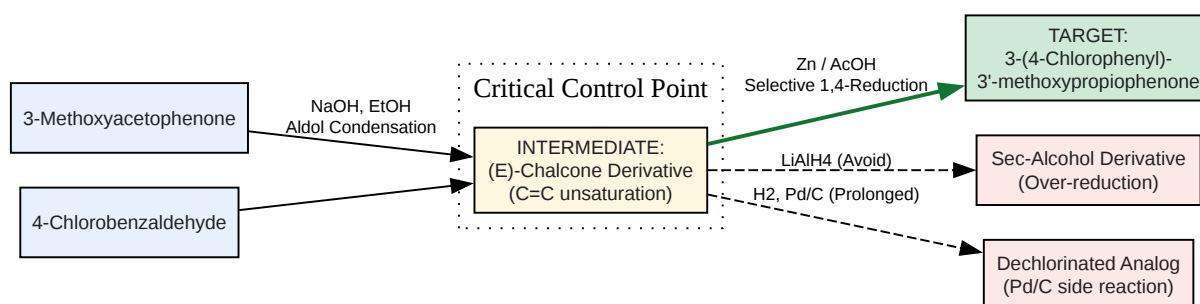 3-Methoxyacetophenone
4-Chlorobenzaldehyde
NaOH, EtOH
Aldol Condensation
Critical Control Point
INTERMEDIATE:
(E)-Chalcone Derivative
(C=C unsaturation)
Zn / AcOH
Selective 1,4-Reduction
LiAlH4 (Avoid)
H2, Pd/C (Prolonged)
TARGET:
3-(4-Chlorophenyl)-
3'-methoxypropiophenone
Sec-Alcohol Derivative
(Over-reduction)
Dechlorinated Analog
(Pd/C side reaction)